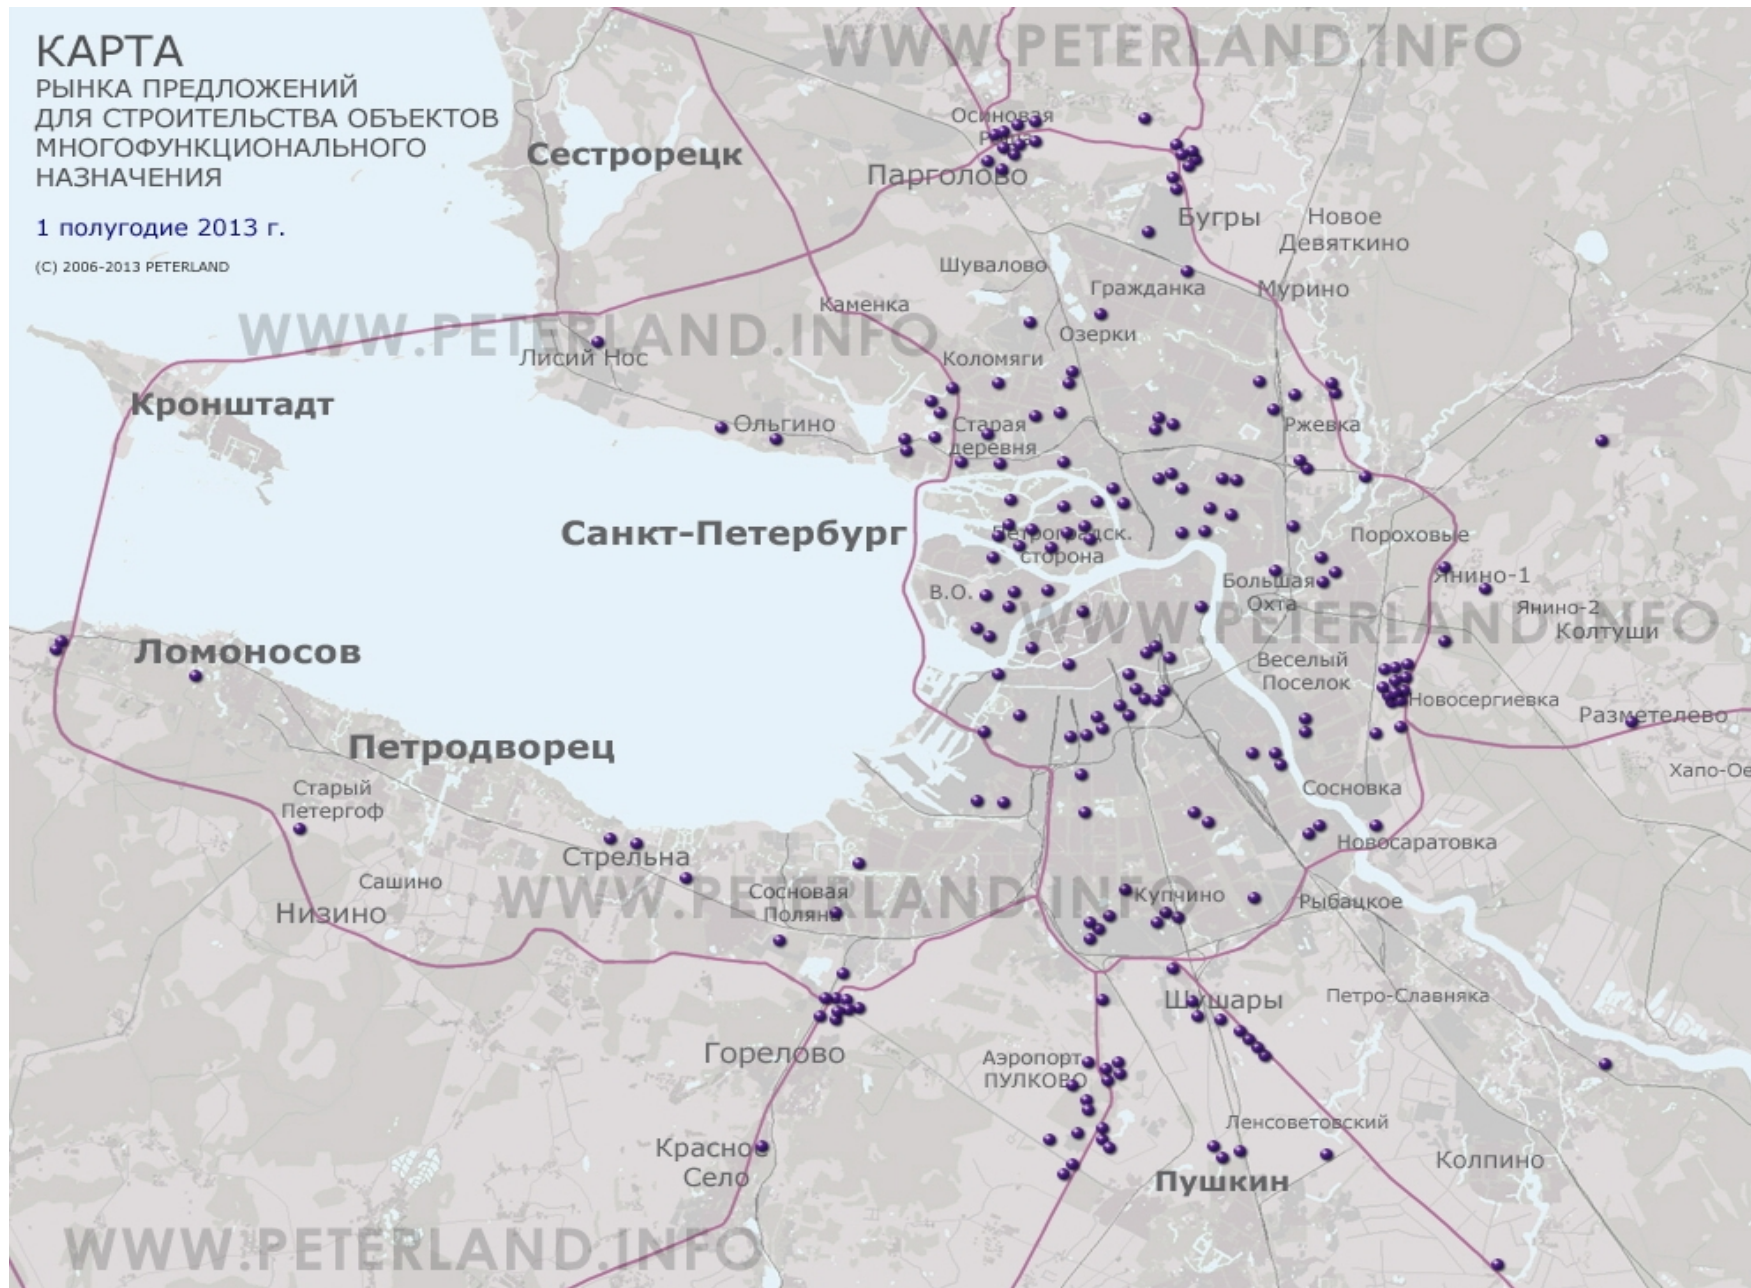 КАРТА
РЫНКА ПРЕДЛОЖЕНИЙ
ДЛЯ СТРОИТЕЛЬСТВА ОБЪЕКТОВ
МНОГОФУНКЦИОНАЛЬНОГО
НАЗНАЧЕНИЯ
1 полугодие 2013 г.
(C) 2006-2013 PETERLAND
WWW.PETERLAND.INFO
Осиновая
Сестрорецк
Парголово
Бугры
Новое
Девяткино
Шувалово
Гражданка
Мурино
Каменка
WWW.PETERLAND.INFO
Озерки
Лисий Нос
Коломяги
Кронштадт
Ольгино
Старая
деревня
Ржевка
Санкт-Петербург
Петроградск.
сторона
Пороховые
В.О.
Большая
Охта
Янино-1
Янино-2
Колтуши
WWW.PETERLAND.INFO
Ломоносов
Веселый
Поселок
Новосергиевка
Разметелево
Петродворец
Хапо-Ое
Старый
Петергоф
Сосновка
Новосаратовка
Стрельна
Сашино
Сосновая
Поляна
WWW.PETERLAND.INFO
Купчино
Рыбацкое
Низино
Шушары
Петро-Славянка
Горелово
Аэропорт
ПУЛКОВО
Ленсоветовский
Красное
Село
Пушкин
Колпино
WWW.PETERLAND.INFO